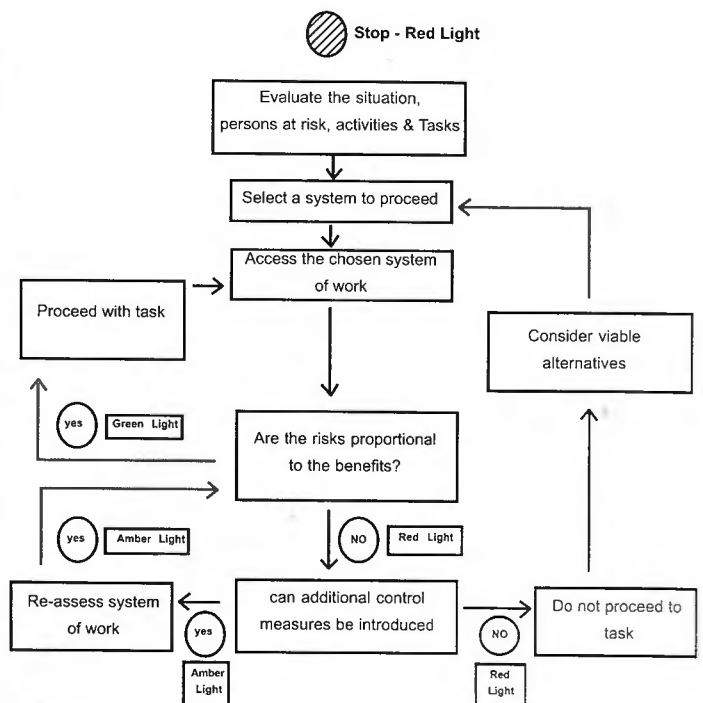 Stop - Red Light
Evaluate the situation,
persons at risk, activities & Tasks
Select a system to proceed
Access the chosen system
of work
Proceed with task
Consider viable
alternatives
yes
Green Light
Are the risks proportional
to the benefits?
yes
Amber Light
NO
Red Light
Re-assess system
of work
can additional control
measures be introduced
Do not proceed to
task
yes
NO
Amber
Light
Red
Light